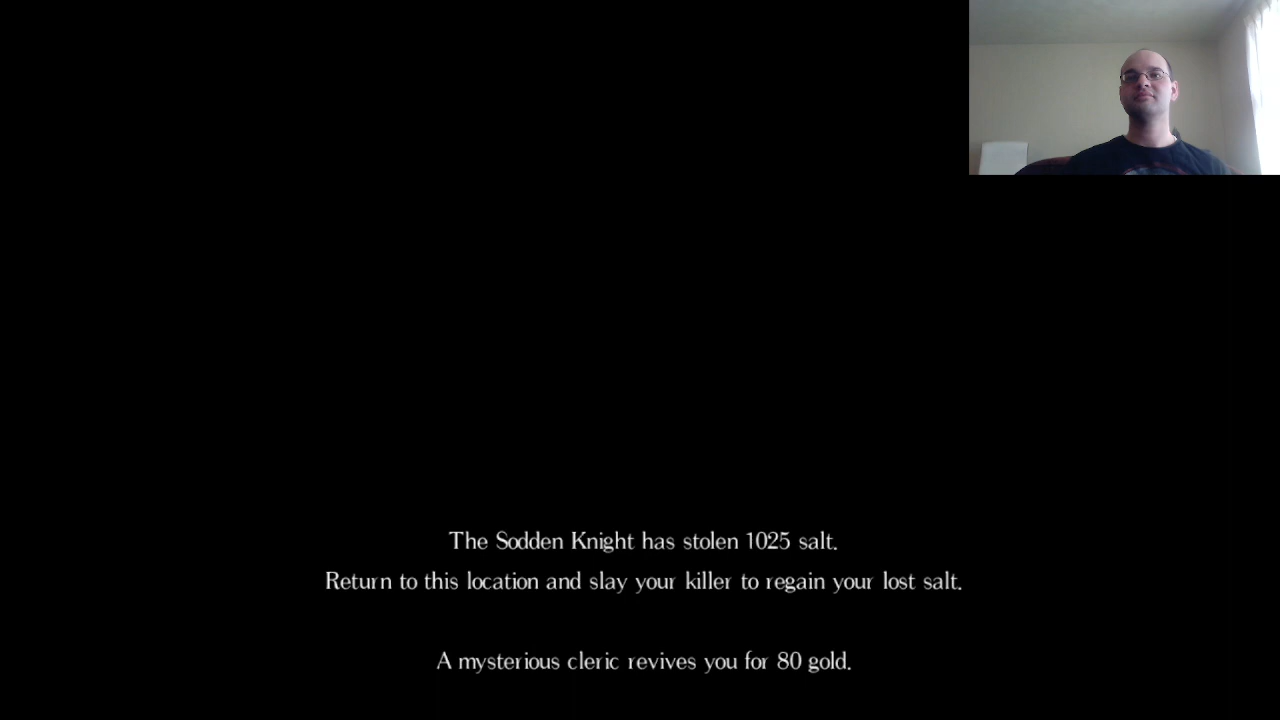 The Sodden Knight has stolen 1025 salt.
Return to this location and slay your killer to regain your lost salt.
A mysterious cleric revives you for 80 gold.